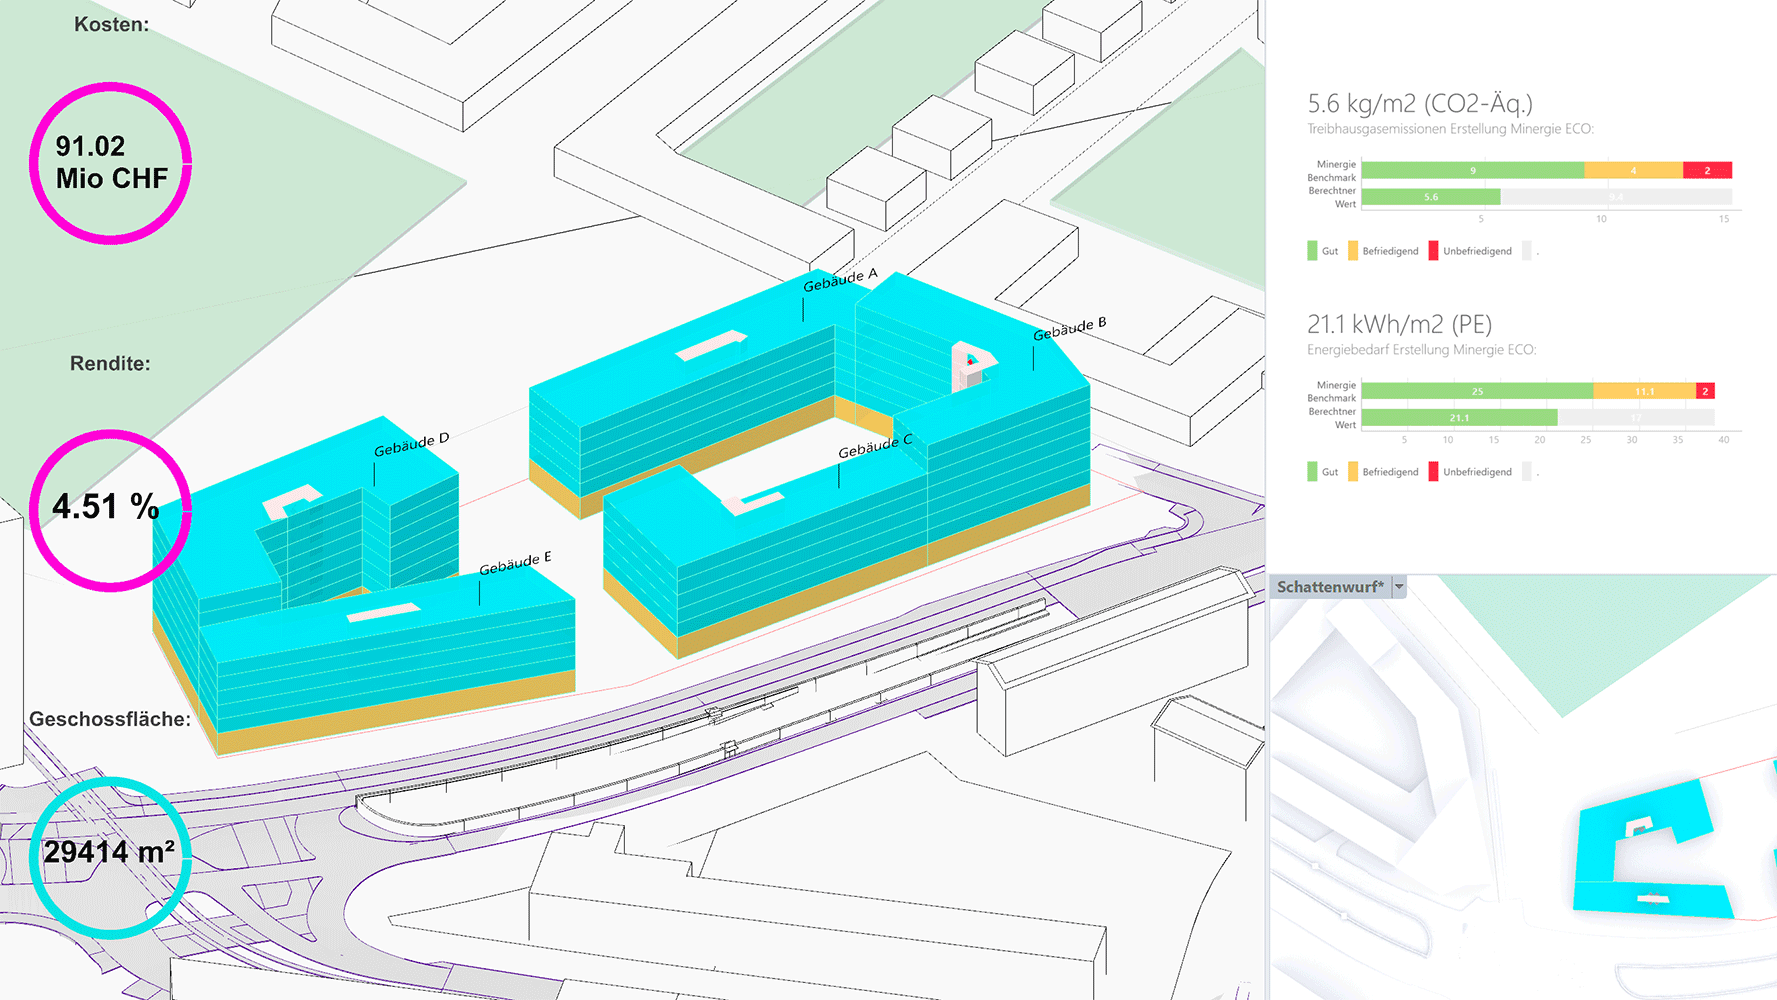 Kosten:
91.02
Mio CHF
Rendite:
4.51 %
Geschossfläche:
29414 m²
Gebäude A
Gebäude B
Gebäude C
Gebäude D
Gebäude E
5.6 kg/m2 (CO2-Äq.)
Treibhausgasemissionen Erstellung Minergie ECO:
Minergie
Benchmark
9 4 2
Berechtner
Wert
5.6 9.4
5 10 15
Gut Befriedigend Unbefriedigend .
21.1 kWh/m2 (PE)
Energiebedarf Erstellung Minergie ECO:
Minergie
Benchmark
25 11.1 2
Berechtner
Wert
21.1 17
5 10 15 20 25 30 35 40
Gut Befriedigend Unbefriedigend .
Schattenwurf*